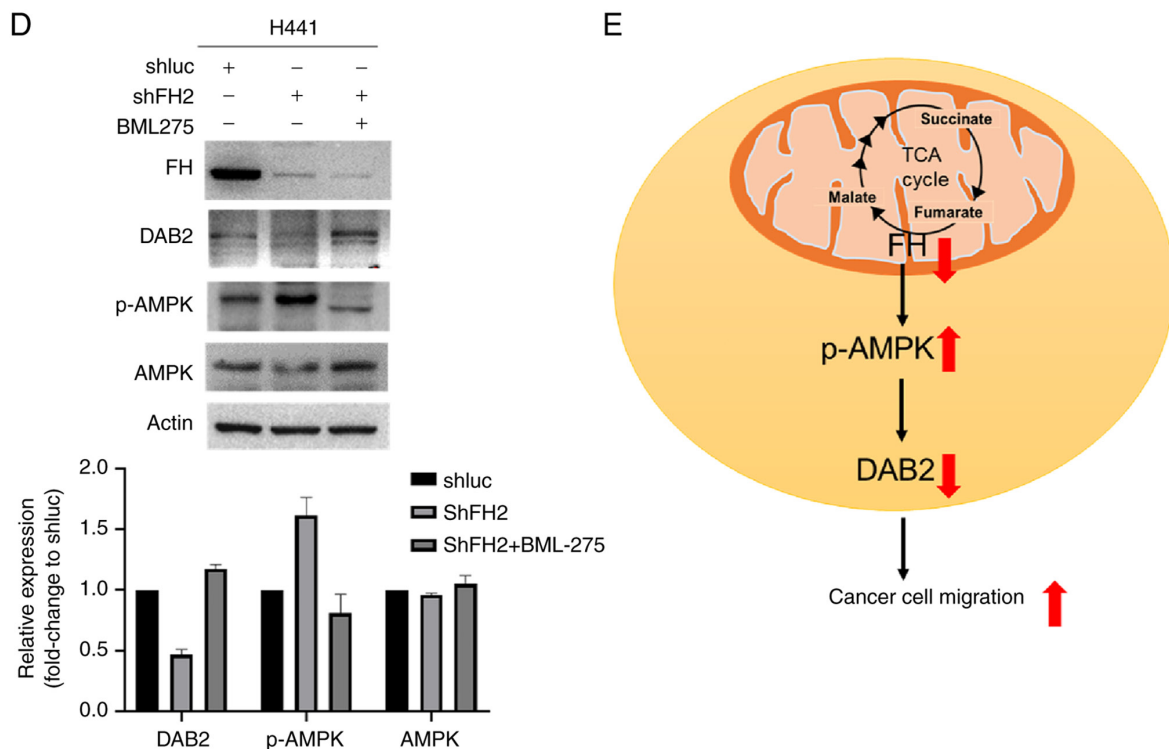 D
H441
shluc + – –
shFH2 – + +
BML275 – – +
FH
DAB2
p-AMPK
AMPK
Actin
Relative expression
(fold-change to shluc)
2.0
1.5
1.0
0.5
0.0
shluc
ShFH2
ShFH2+BML-275
DAB2 p-AMPK AMPK
E
Succinate
TCA
cycle
Malate
Fumarate
FH
p-AMPK
DAB2
Cancer cell migration